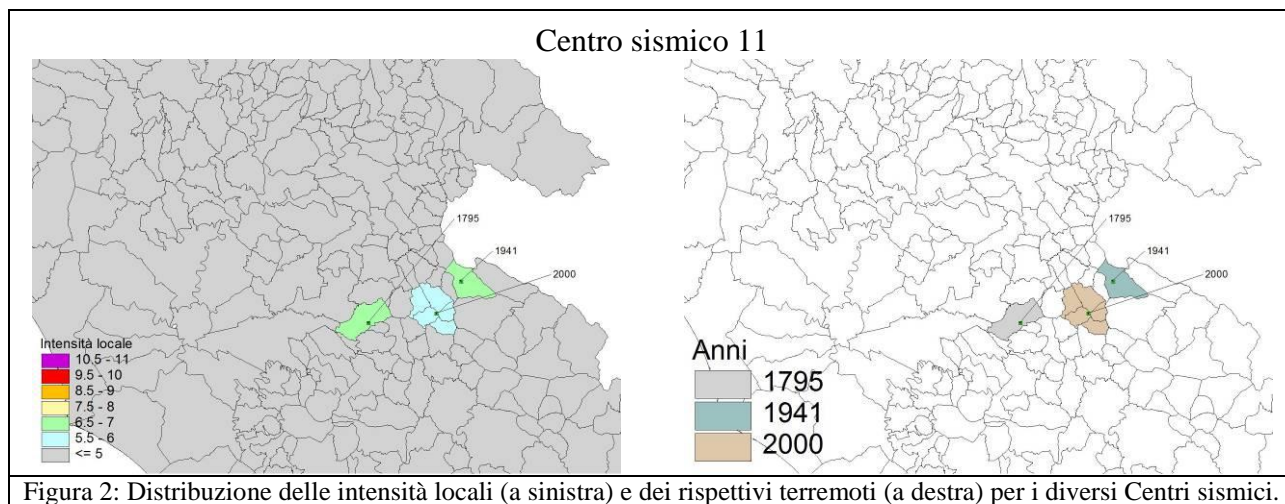 Centro sismico 11
1795
1941
2000
Intensità locale
10.5 - 11
9.5 - 10
8.5 - 9
7.5 - 8
6.5 - 7
5.5 - 6
<= 5
1795
1941
2000
Anni
1795
1941
2000
Figura 2: Distribuzione delle intensità locali (a sinistra) e dei rispettivi terremoti (a destra) per i diversi Centri sismici.